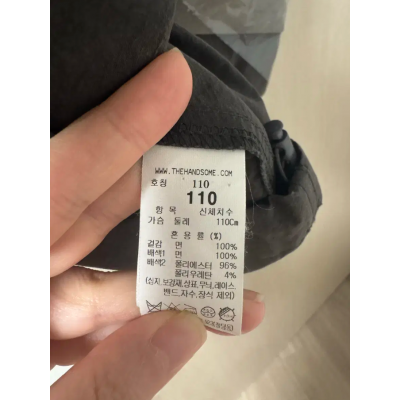 WWW.THEHANDSOME.COM
호칭 110
110
항 목 신체치수
가슴 둘레 110Cm
혼 용 률 (%)
겉감 면 100%
배색1 면 100%
배색2 폴리에스터 96%
폴리우레탄 4%
(심지,보강재,상표,무늬,레이스,
밴드,자수,장식 제외)